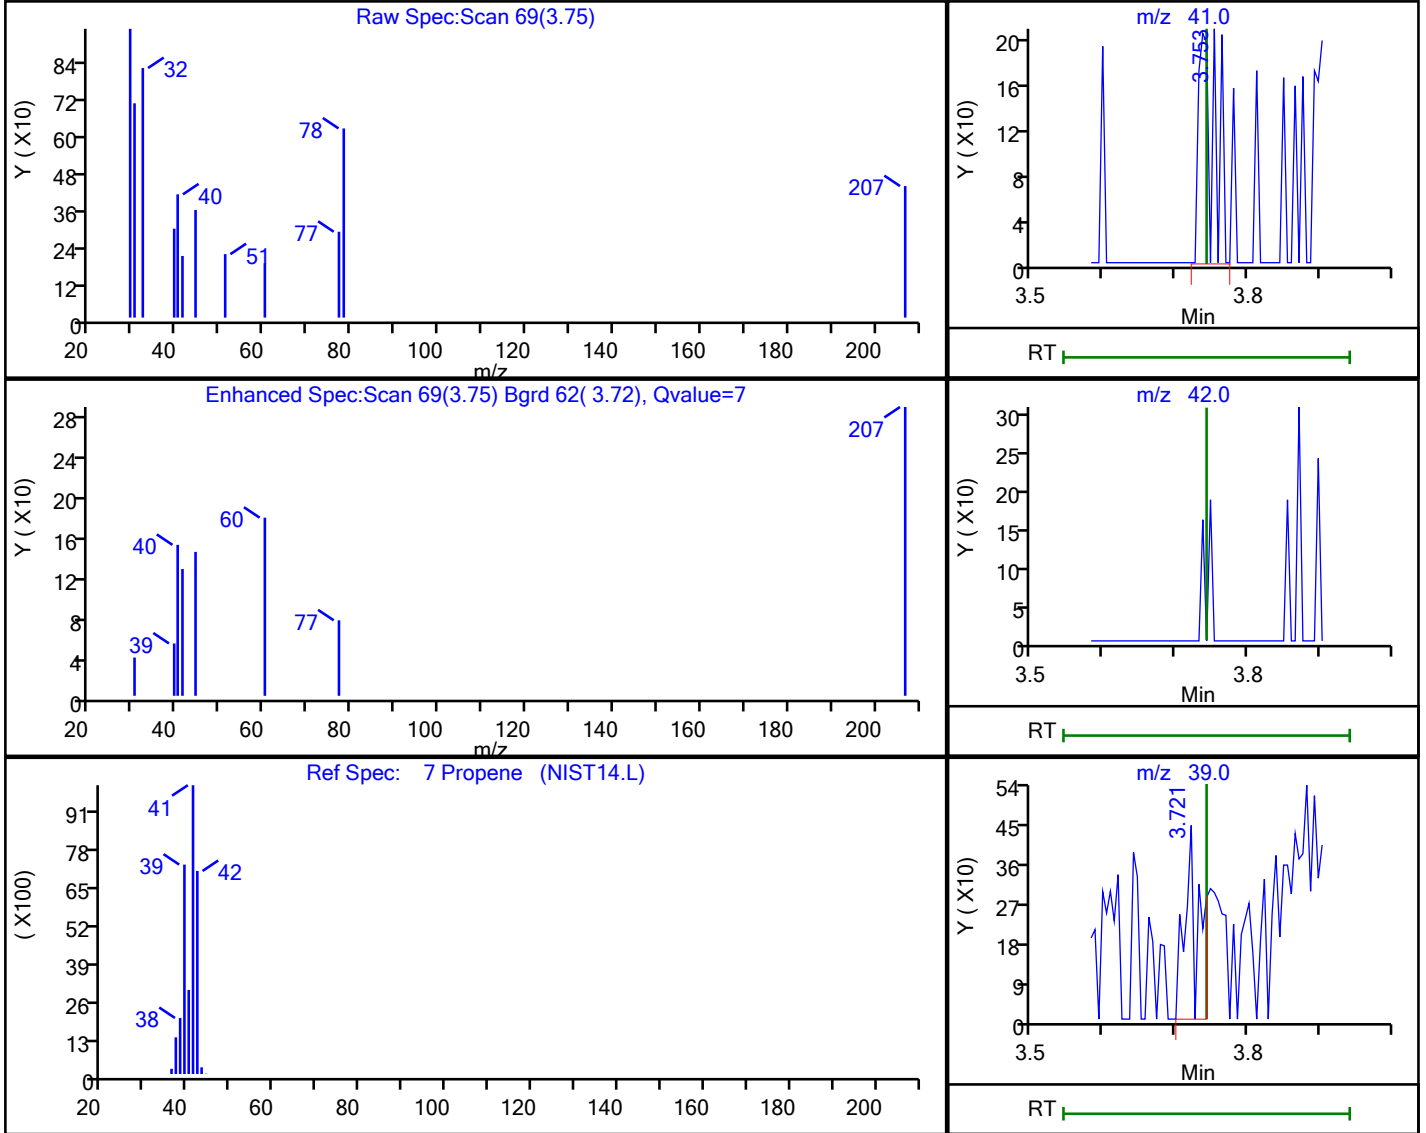 Raw Spec:Scan 69(3.75)
Y ( X10)
84
72
60
48
36
24
12
0
32
40
51
78
77
207
20 40 60 80 100 120 140 160 180 200
m/z
m/z 41.0
Y ( X10)
20
16
12
8
4
0
3.753
3.5 3.8
Min
RT
Enhanced Spec:Scan 69(3.75) Bgrd 62( 3.72), Qvalue=7
Y ( X10)
28
24
20
16
12
8
4
0
40
39
60
77
207
20 40 60 80 100 120 140 160 180 200
m/z
m/z 42.0
Y ( X10)
30
25
20
15
10
5
0
3.5 3.8
Min
RT
Ref Spec: 7 Propene (NIST14.L)
( X100)
91
78
65
52
39
26
13
0
41
39
42
38
20 40 60 80 100 120 140 160 180 200
m/z 39.0
Y ( X10)
54
45
36
27
18
9
0
3.721
3.5 3.8
Min
RT